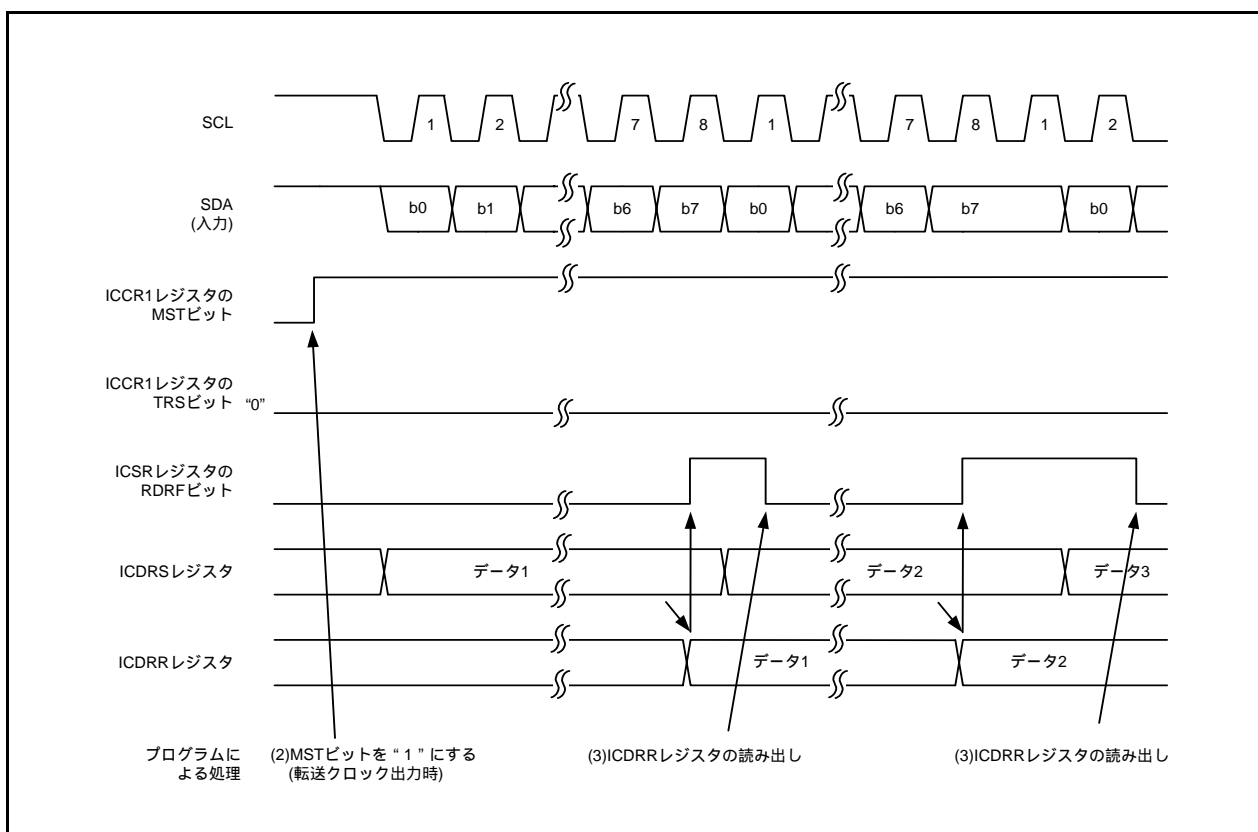 SCL
1 2 7 8 1 7 8 1 2
SDA
(入力)
b0 b1 b6 b7 b0 b6 b7 b0
ICCR1レジスタの
MSTビット
ICCR1レジスタの
TRSビット “0”
ICSRレジスタの
RDRFビット
ICDRSレジスタ データ1 データ2 データ3
ICDRRレジスタ データ1 データ2
プログラムに
よる処理
(2)MSTビットを “ 1 ” にする
(転送クロック出力時)
(3)ICDRRレジスタの読み出し
(3)ICDRRレジスタの読み出し